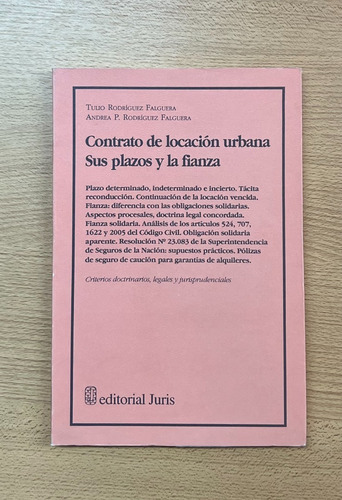 TULIO RODRÍGUEZ FALGUERA
ANDREA P. RODRÍGUEZ FALGUERA
Contrato de locación urbana
Sus plazos y la fianza
Plazo determinado, indeterminado e incierto. Tácita
reconducción. Continuación de la locación vencida.
Fianza: diferencia con las obligaciones solidarias.
Aspectos procesales, doctrina legal concordada.
Fianza solidaria. Análisis de los artículos 524, 707,
1622 y 2005 del Código Civil. Obligación solidaria
aparente. Resolución Nº 23.083 de la Superintendencia
de Seguros de la Nación: supuestos prácticos. Pólizas
de seguro de caución para garantías de alquileres.
Criterios doctrinarios, legales y jurisprudenciales
editorial Juris